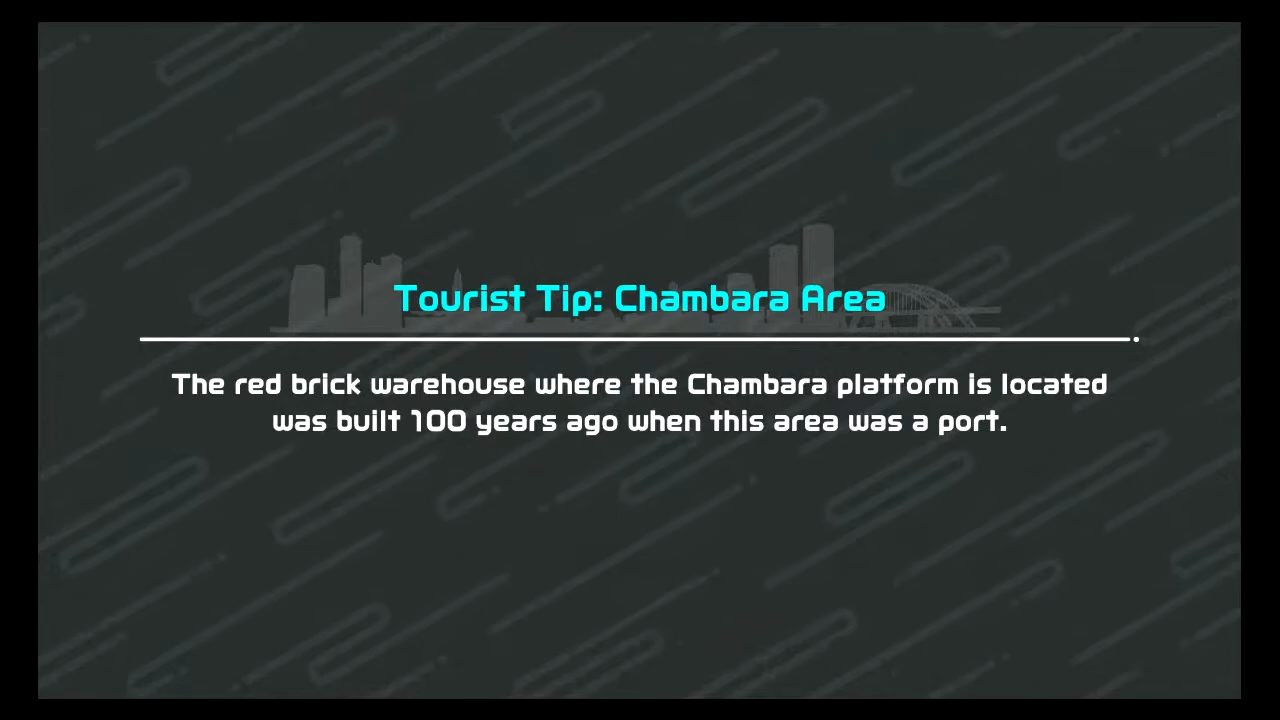 Tourist Tip: Chambara Area
The red brick warehouse where the Chambara platform is located
was built 100 years ago when this area was a port.